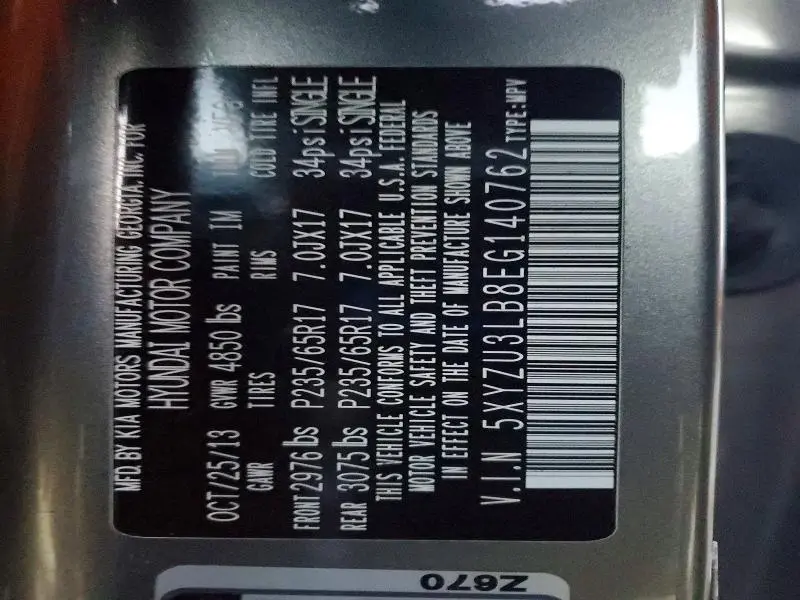 MFD. BY KIA MOTORS MANUFACTURING GEORGIA, INC. FOR
HYUNDAI MOTOR COMPANY
OCT/25/13 GVWR 4850 lbs PAINT IM
GAWR TIRES RIMS COLD TIRE INFL
FRONT 2976 lbs P235/65R17 7.0JX17 34psi SINGLE
REAR 3075 lbs P235/65R17 7.0JX17 34psi SINGLE
THIS VEHICLE CONFORMS TO ALL APPLICABLE U.S.A. FEDERAL
MOTOR VEHICLE SAFETY AND THEFT PREVENTION STANDARDS
IN EFFECT ON THE DATE OF MANUFACTURE SHOWN ABOVE
V.I.N 5XYZU3LB8EG140762 TYPE:MPV
Z670